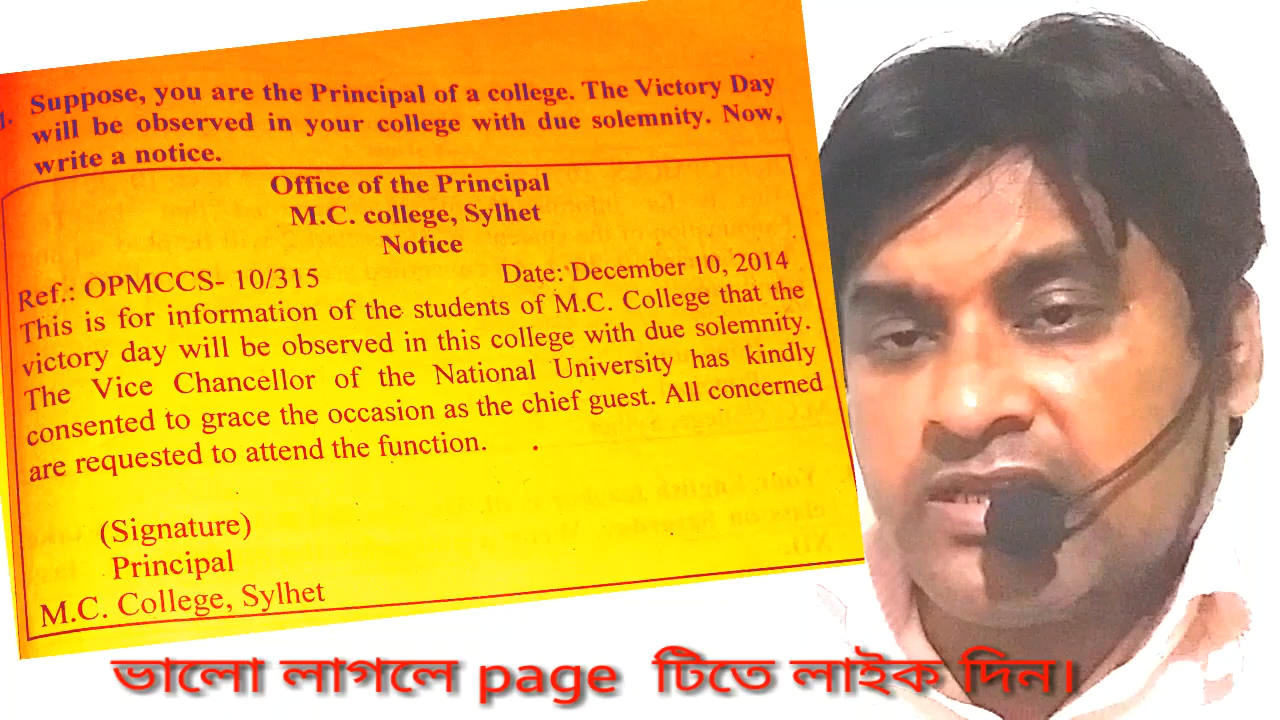 1. Suppose, you are the Principal of a college. The Victory Day
will be observed in your college with due solemnity. Now,
write a notice.
Office of the Principal
M.C. college, Sylhet
Notice
Ref.: OPMCCS- 10/315 Date: December 10, 2014
This is for information of the students of M.C. College that the
victory day will be observed in this college with due solemnity.
The Vice Chancellor of the National University has kindly
consented to grace the occasion as the chief guest. All concerned
are requested to attend the function.
(Signature)
Principal
M.C. College, Sylhet
ভালো লাগলে page টিতে লাইক দিন।